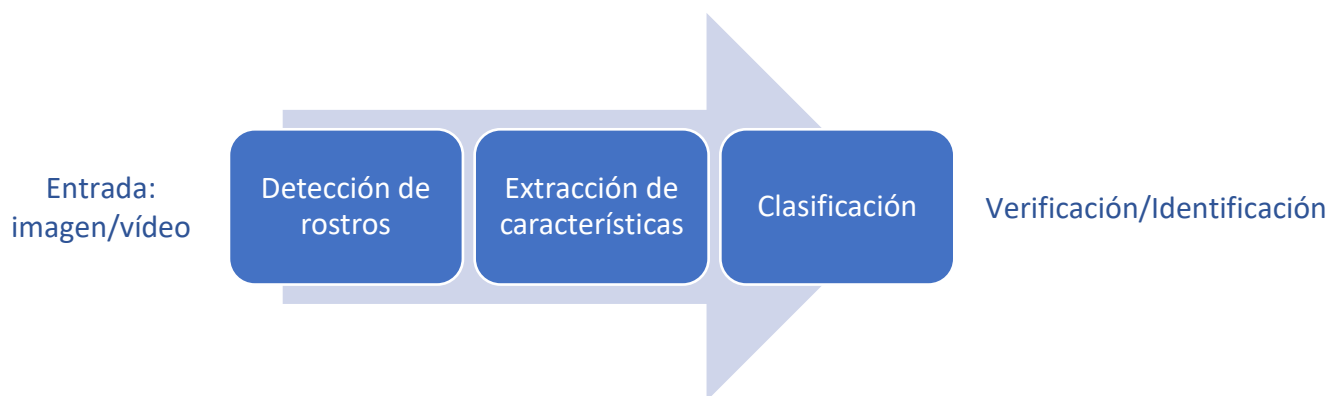 Entrada:
imagen/vídeo
Detección de
rostros
Extracción de
características
Clasificación
Verificación/Identificación